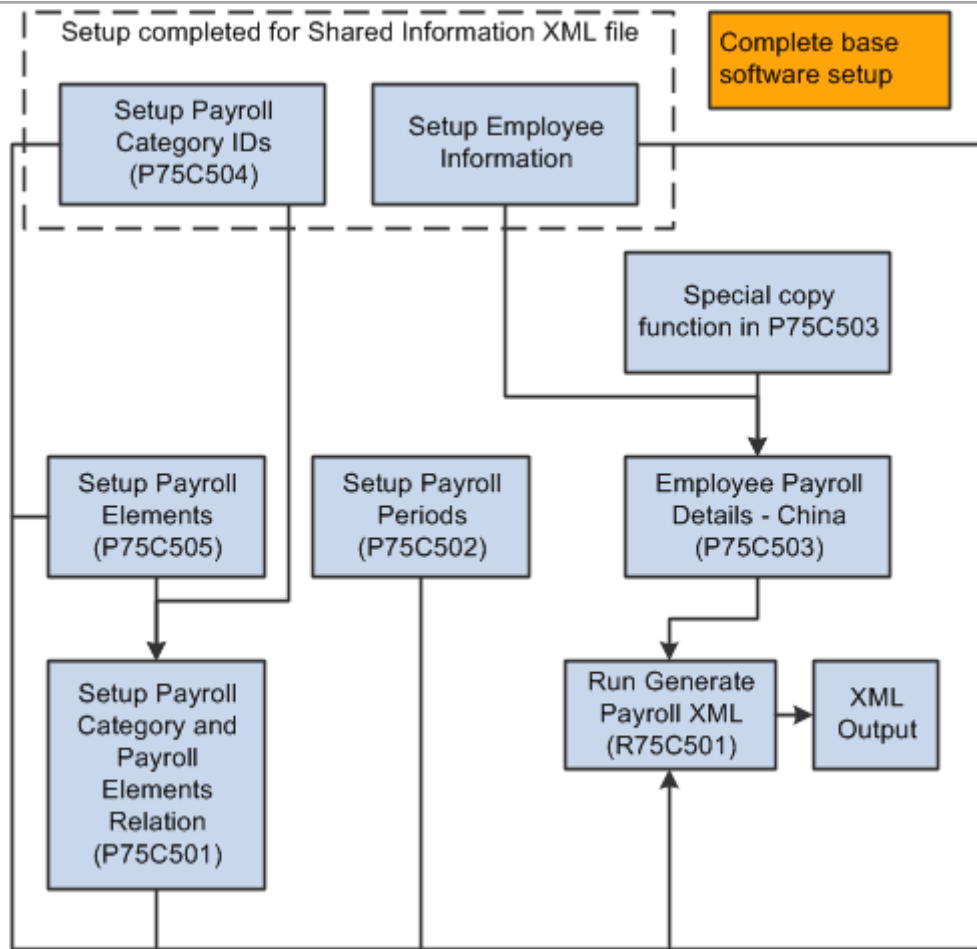 Setup completed for Shared Information XML file
Complete base
software setup
Setup Payroll
Category IDs
(P75C504)
Setup Employee
Information
Special copy
function in P75C503
Setup Payroll
Elements
(P75C505)
Setup Payroll
Periods
(P75C502)
Employee Payroll
Details - China
(P75C503)
Setup Payroll
Category and
Payroll
Elements
Relation
(P75C501)
Run Generate
Payroll XML
(R75C501)
XML
Output